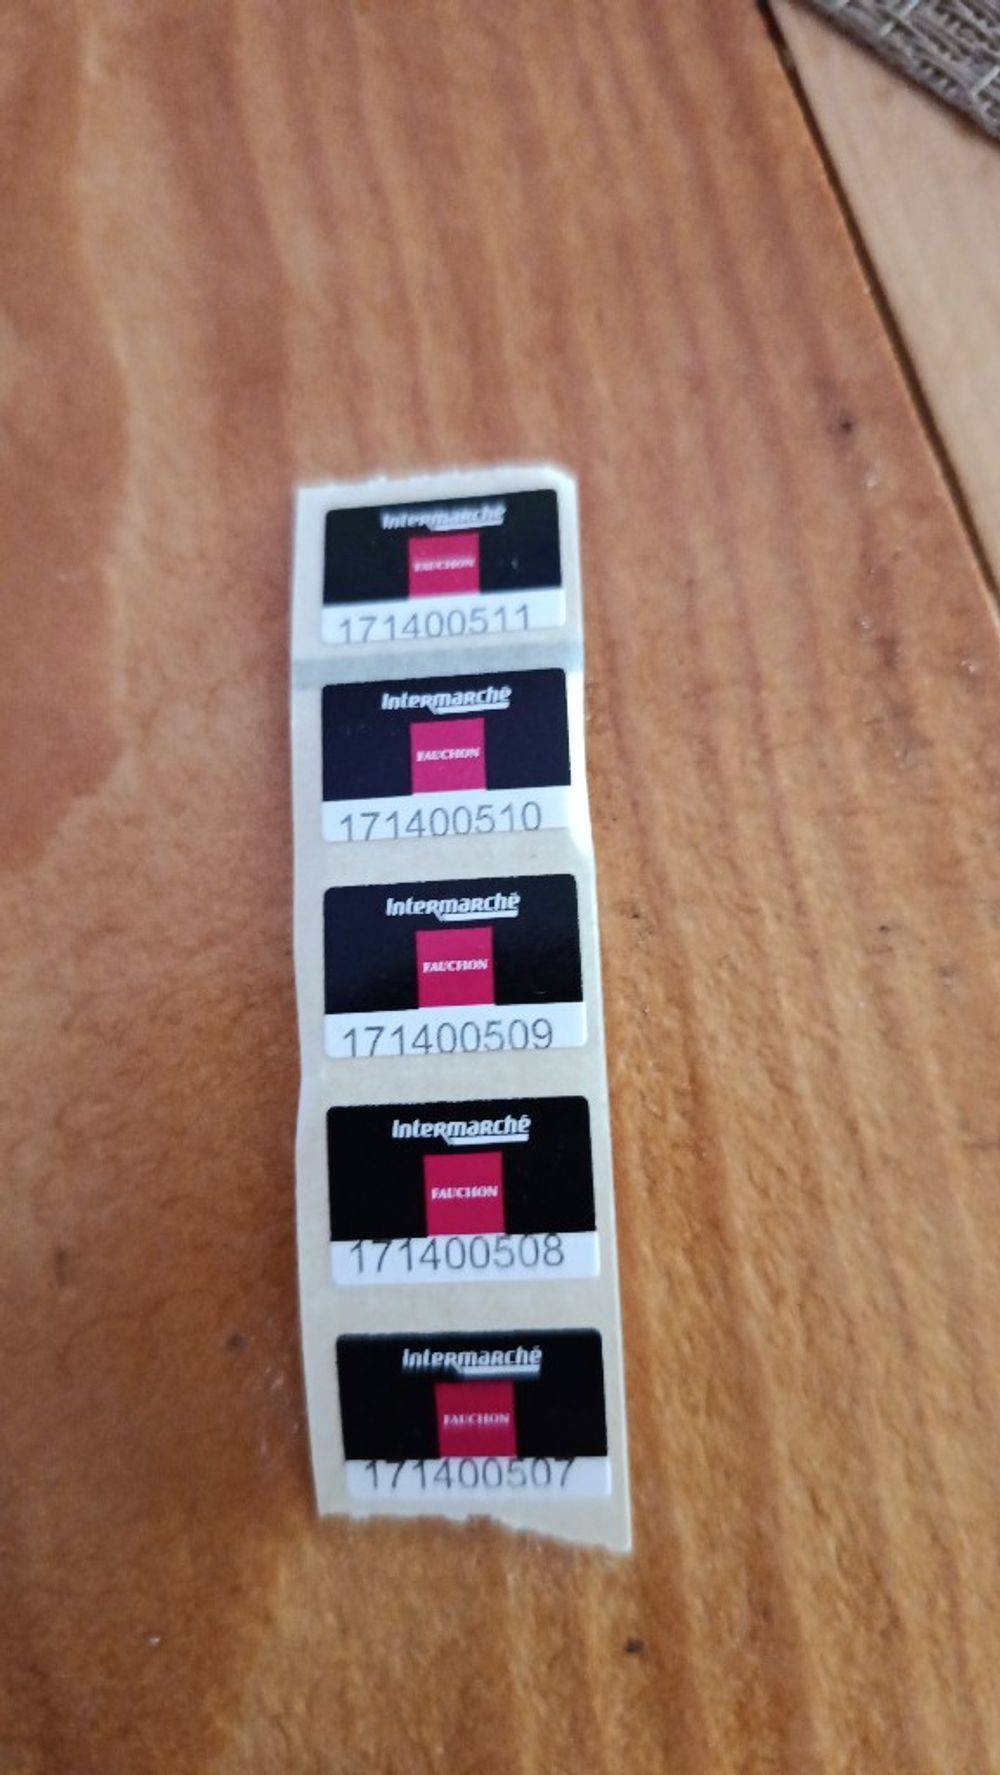 Intermarché
FAUCHON
171400511
Intermarché
FAUCHON
171400510
Intermarché
FAUCHON
171400509
Intermarché
FAUCHON
171400508
Intermarché
FAUCHON
171400507